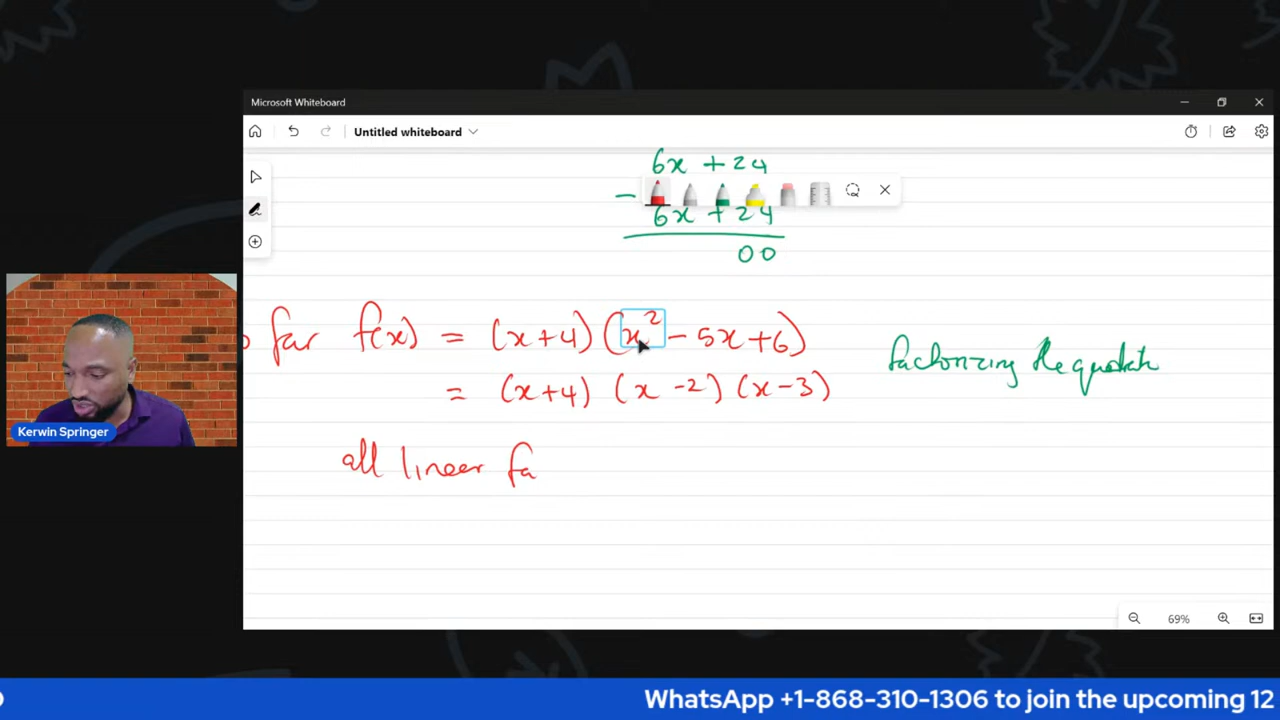 Microsoft Whiteboard
Untitled whiteboard
6x + 24
−
6x + 24
00
far f(x) = (x+4) (x² − 5x + 6)
= (x+4) (x −2) (x −3)
factorizing the
all linear fa
Kerwin Springer
69%
WhatsApp +1-868-310-1306 to join the upcoming 12